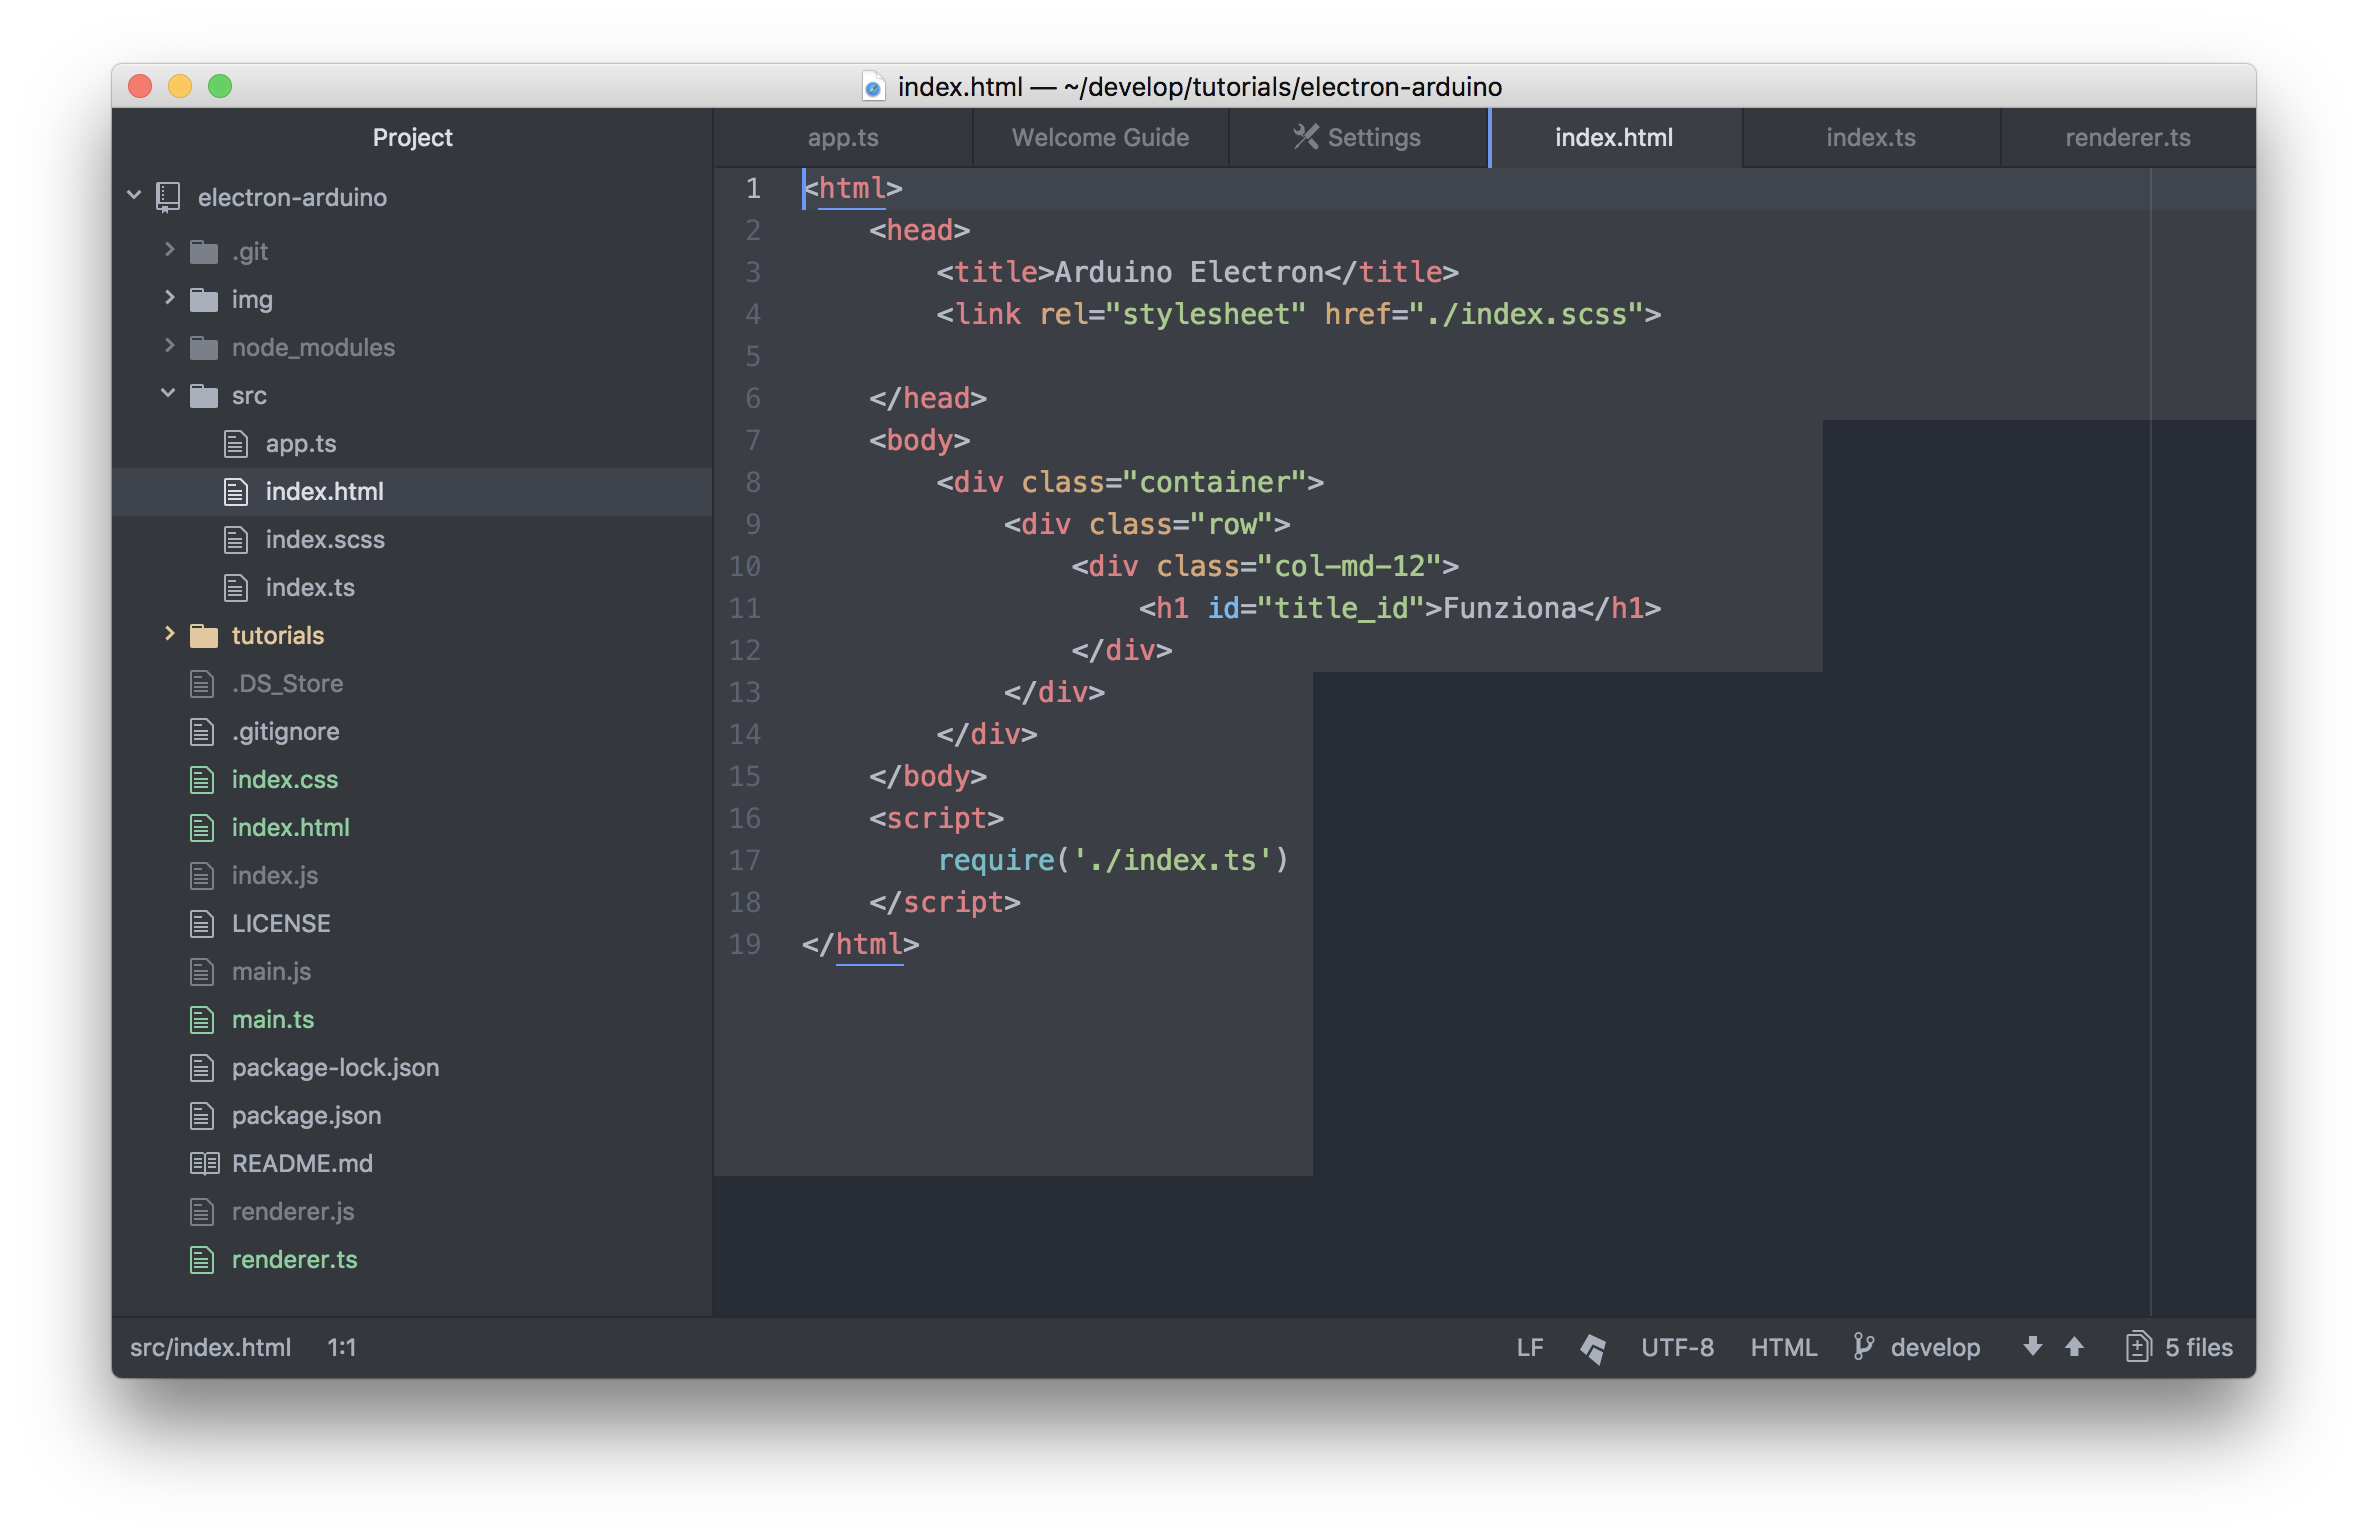 index.html — ~/develop/tutorials/electron-arduino
Project
app.ts
Welcome Guide
Settings
index.html
index.ts
renderer.ts
electron-arduino
.git
img
node_modules
src
app.ts
index.html
index.scss
index.ts
tutorials
.DS_Store
.gitignore
index.css
index.html
index.js
LICENSE
main.js
main.ts
package-lock.json
package.json
README.md
renderer.js
renderer.ts
1 <html>
2     <head>
3         <title>Arduino Electron</title>
4         <link rel="stylesheet" href="./index.scss">
5
6     </head>
7     <body>
8         <div class="container">
9             <div class="row">
10                 <div class="col-md-12">
11                     <h1 id="title_id">Funziona</h1>
12                 </div>
13             </div>
14         </div>
15     </body>
16     <script>
17         require('./index.ts')
18     </script>
19 </html>
src/index.html 1:1
LF UTF-8 HTML develop 5 files